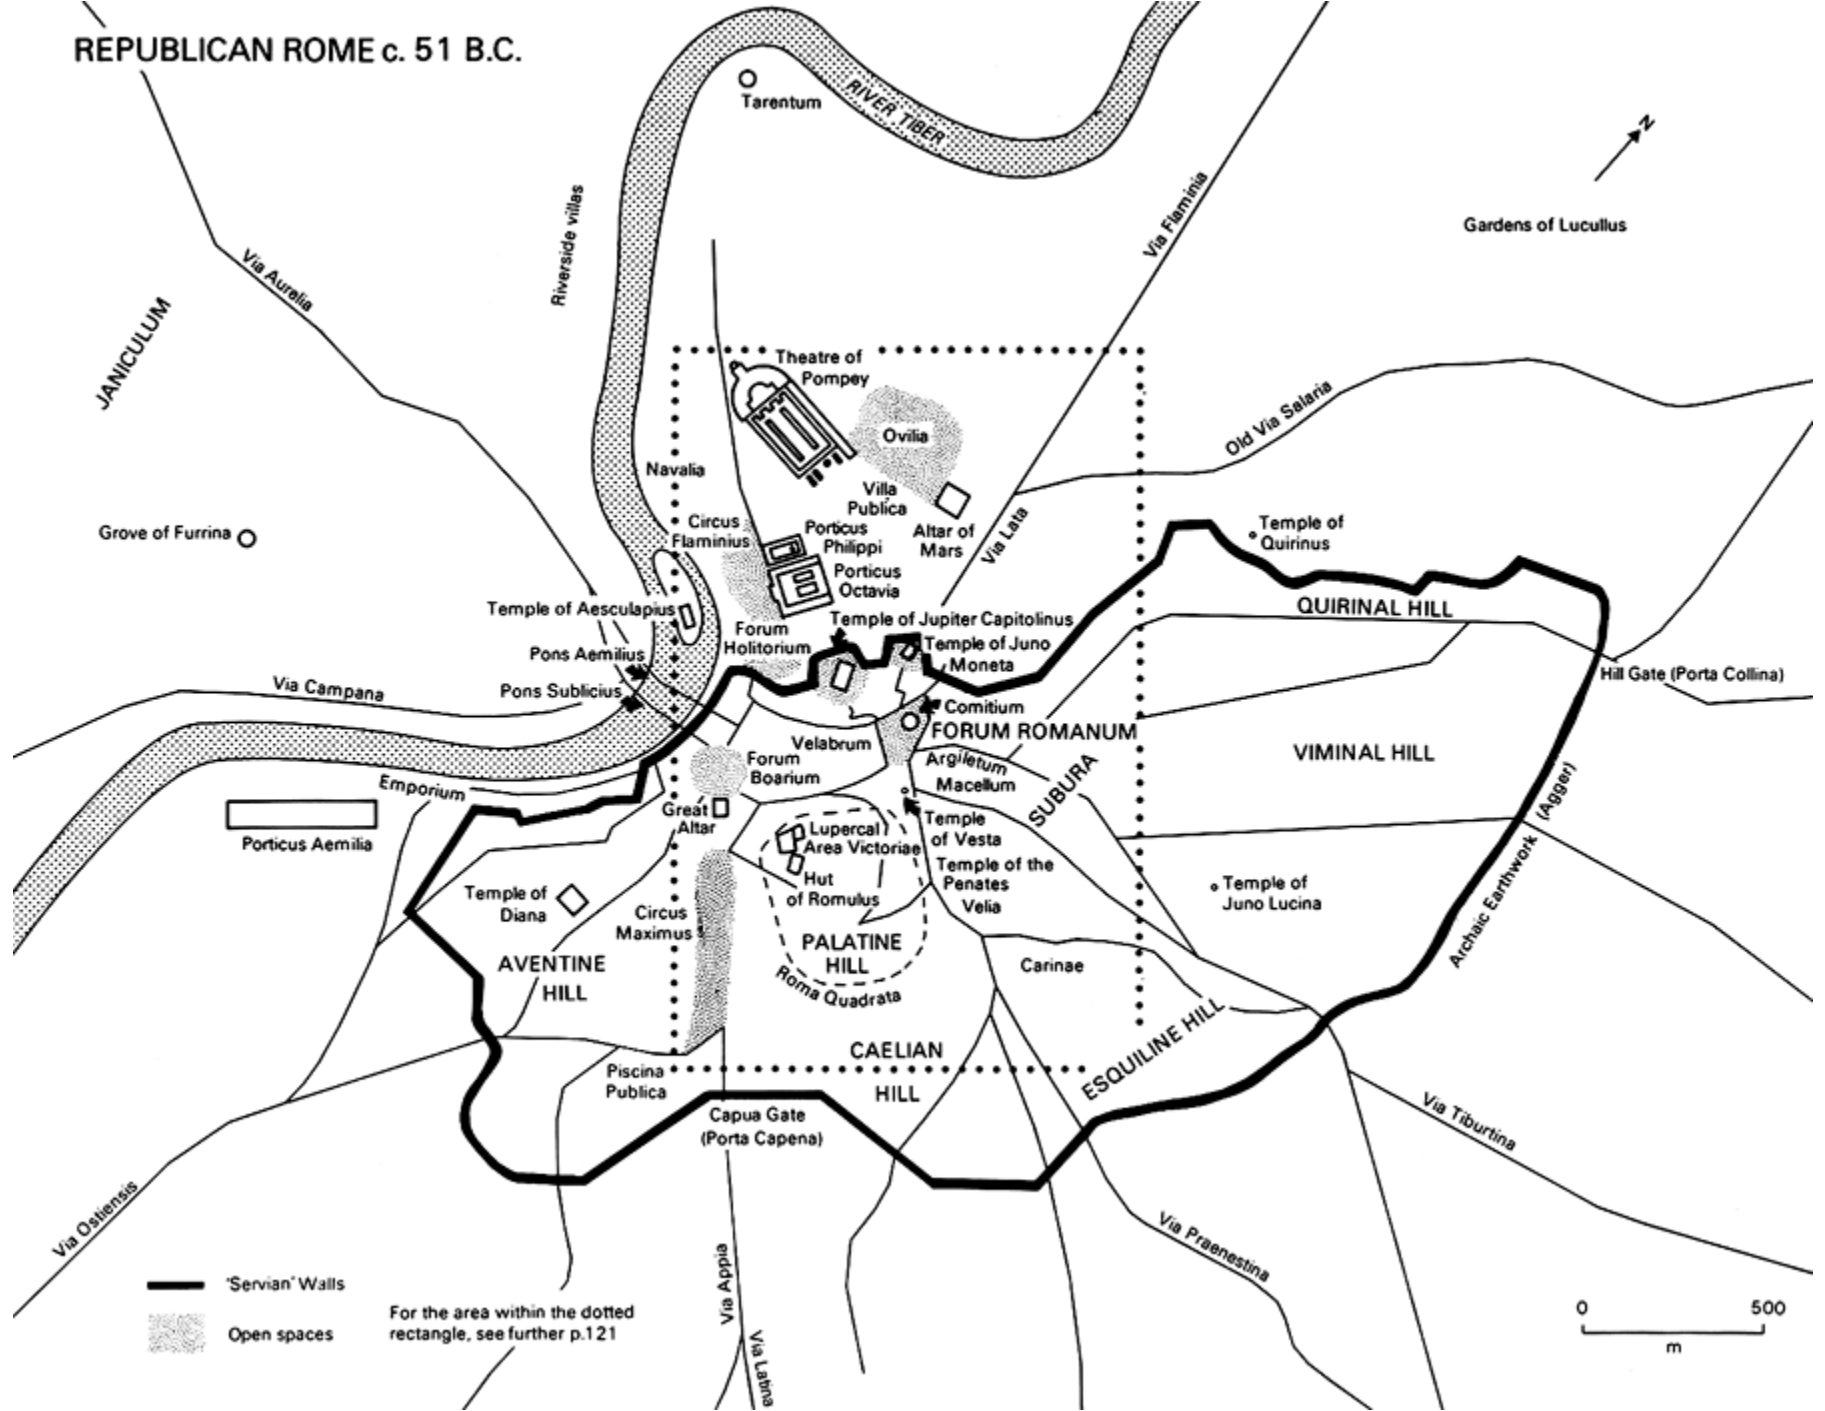 REPUBLICAN ROME c. 51 B.C.
Tarentum
RIVER TIBER
N
Gardens of Lucullus
Via Flaminia
Riverside villas
Via Aurelia
JANICULUM
Theatre of
Pompey
Ovilia
Old Via Salaria
Navalia
Villa
Publica
Altar of
Mars
Via Lata
Circus
Flaminius
Porticus
Philippi
Porticus
Octavia
Grove of Furrina
Temple of
Quirinus
QUIRINAL HILL
Temple of Aesculapius
Temple of Jupiter Capitolinus
Forum
Holitorium
Temple of Juno
Moneta
Pons Aemilius
Pons Sublicius
Via Campana
Hill Gate (Porta Collina)
Comitium
FORUM ROMANUM
Velabrum
Forum
Boarium
Argiletum
Macellum
SUBURA
VIMINAL HILL
Emporium
Porticus Aemilia
Great
Altar
Lupercal
Area Victoriae
Hut
of Romulus
Temple
of Vesta
Temple of the
Penates
Velia
Archaic Earthwork (Agger)
Temple of
Diana
Circus
Maximus
Temple of
Juno Lucina
AVENTINE
HILL
PALATINE
HILL
Roma Quadrata
Carinae
ESQUILINE HILL
CAELIAN
HILL
Piscina
Publica
Capua Gate
(Porta Capena)
Via Tiburtina
Via Ostiensis
Via Praenestina
Via Appia
Via Latina
'Servian' Walls
Open spaces
For the area within the dotted
rectangle, see further p.121
0 500
m